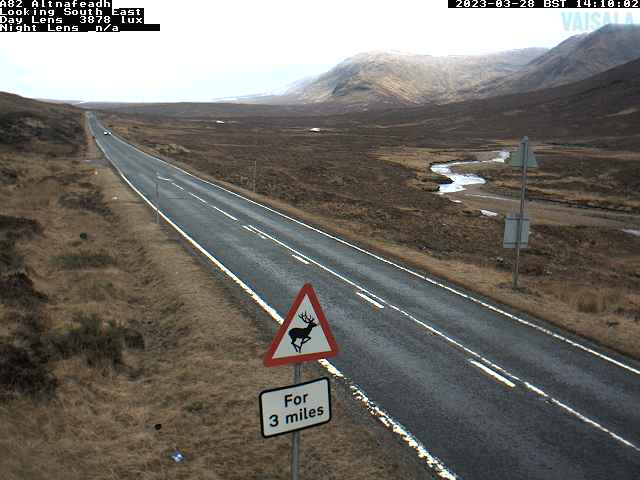 A82 Altnafeadh
Looking South East
Day Lens 3878 lux
Night Lens n/a
2023-03-28 BST 14:10:02
VAISALA
For
3 miles